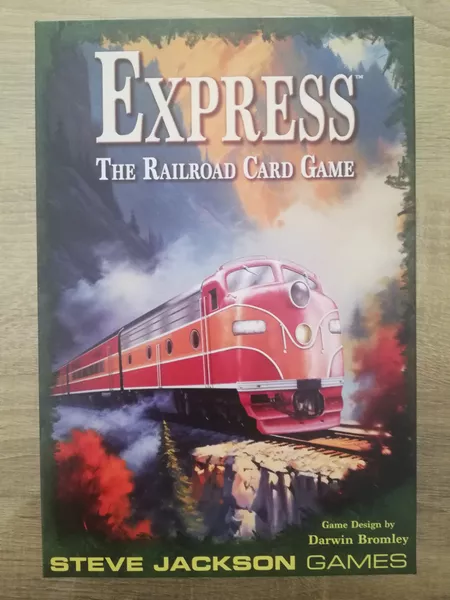 EXPRESS™
THE RAILROAD CARD GAME
Game Design by
Darwin Bromley
STEVE JACKSON GAMES